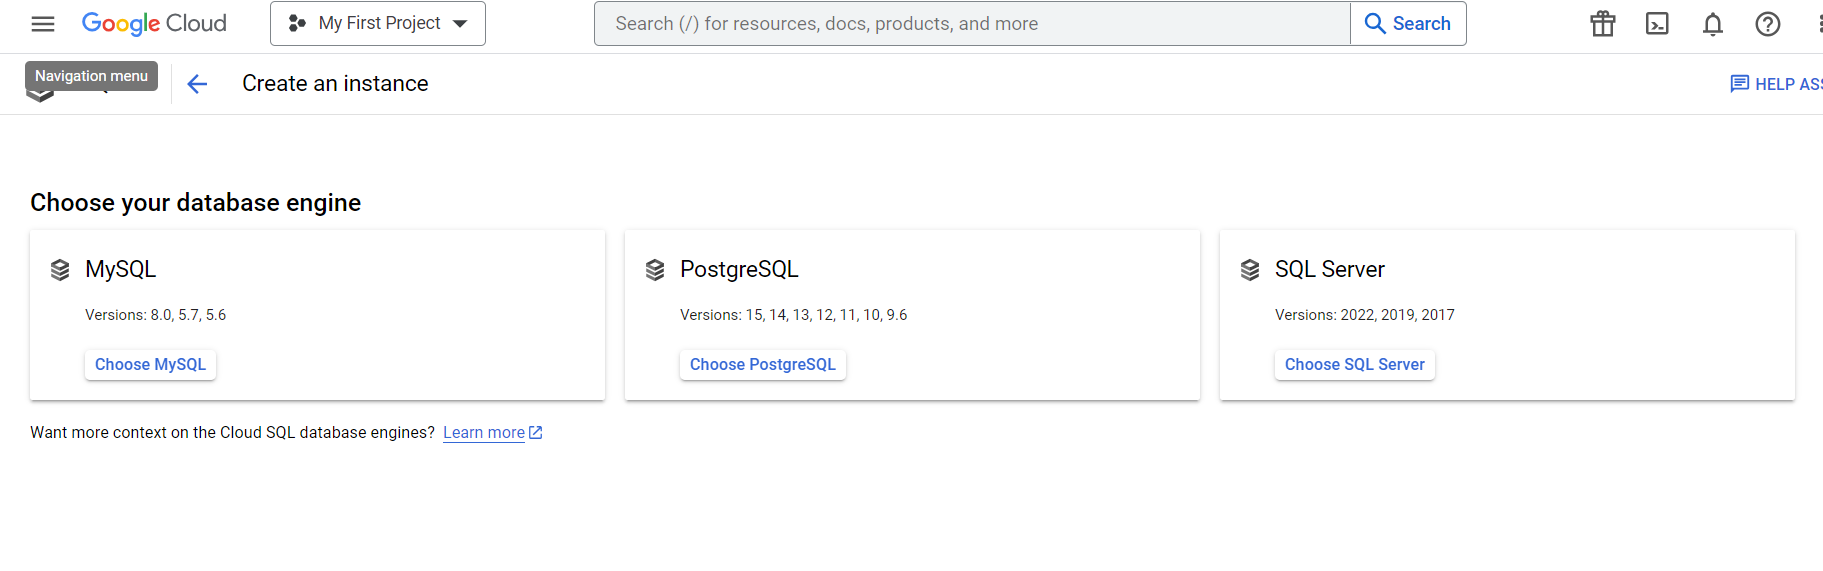 Google Cloud
My First Project
Search (/) for resources, docs, products, and more
Search
Navigation menu
Create an instance
HELP
Choose your database engine
MySQL
Versions: 8.0, 5.7, 5.6
Choose MySQL
PostgreSQL
Versions: 15, 14, 13, 12, 11, 10, 9.6
Choose PostgreSQL
SQL Server
Versions: 2022, 2019, 2017
Choose SQL Server
Want more context on the Cloud SQL database engines? Learn more